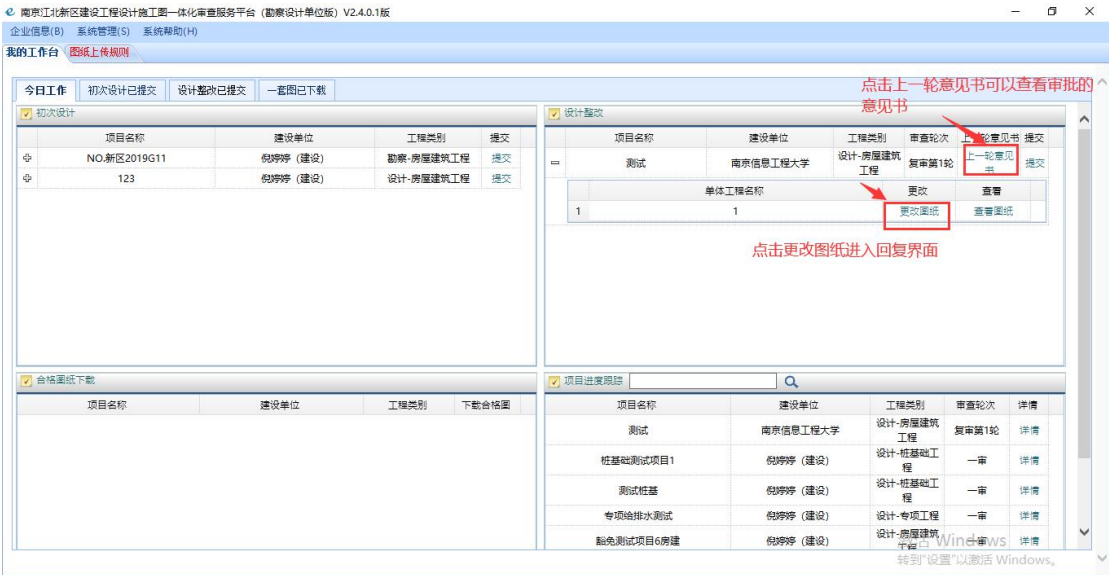 南京江北新区建设工程设计施工图一体化审查服务平台（勘察设计单位版）V2.4.0.1版
企业信息(B) 系统管理(S) 系统帮助(H)
我的工作台 图纸上传规则
今日工作 初次设计已提交 设计整改已提交 一套图已下载
点击上一轮意见书可以查看审批的
意见书
初次设计
项目名称 建设单位 工程类别 提交
NO.新区2019G11 倪婷婷（建设） 勘察-房屋建筑工程 提交
123 倪婷婷（建设） 设计-房屋建筑工程 提交
设计整改
项目名称 建设单位 工程类别 审查轮次 上一轮意见书 提交
测试 南京信息工程大学 设计-房屋建筑 复审第1轮 上一轮意见 提交
工程 书
单体工程名称 更改 查看
1 1 更改图纸 查看图纸
点击更改图纸进入回复界面
合格图纸下载
项目名称 建设单位 工程类别 下载合格图
项目进度跟踪
项目名称 建设单位 工程类别 审查轮次 详情
测试 南京信息工程大学 设计-房屋建筑 复审第1轮 详情
工程
桩基础测试项目1 倪婷婷（建设） 设计-桩基础工 一审 详情
程
测试桩基 倪婷婷（建设） 设计-桩基础工 一审 详情
程
专项给排水测试 倪婷婷（建设） 设计-专项工程 一审 详情
豁免测试项目6房建 倪婷婷（建设） 设计-房屋建筑 一审 详情
工程
激活 Windows
转到"设置"以激活 Windows。